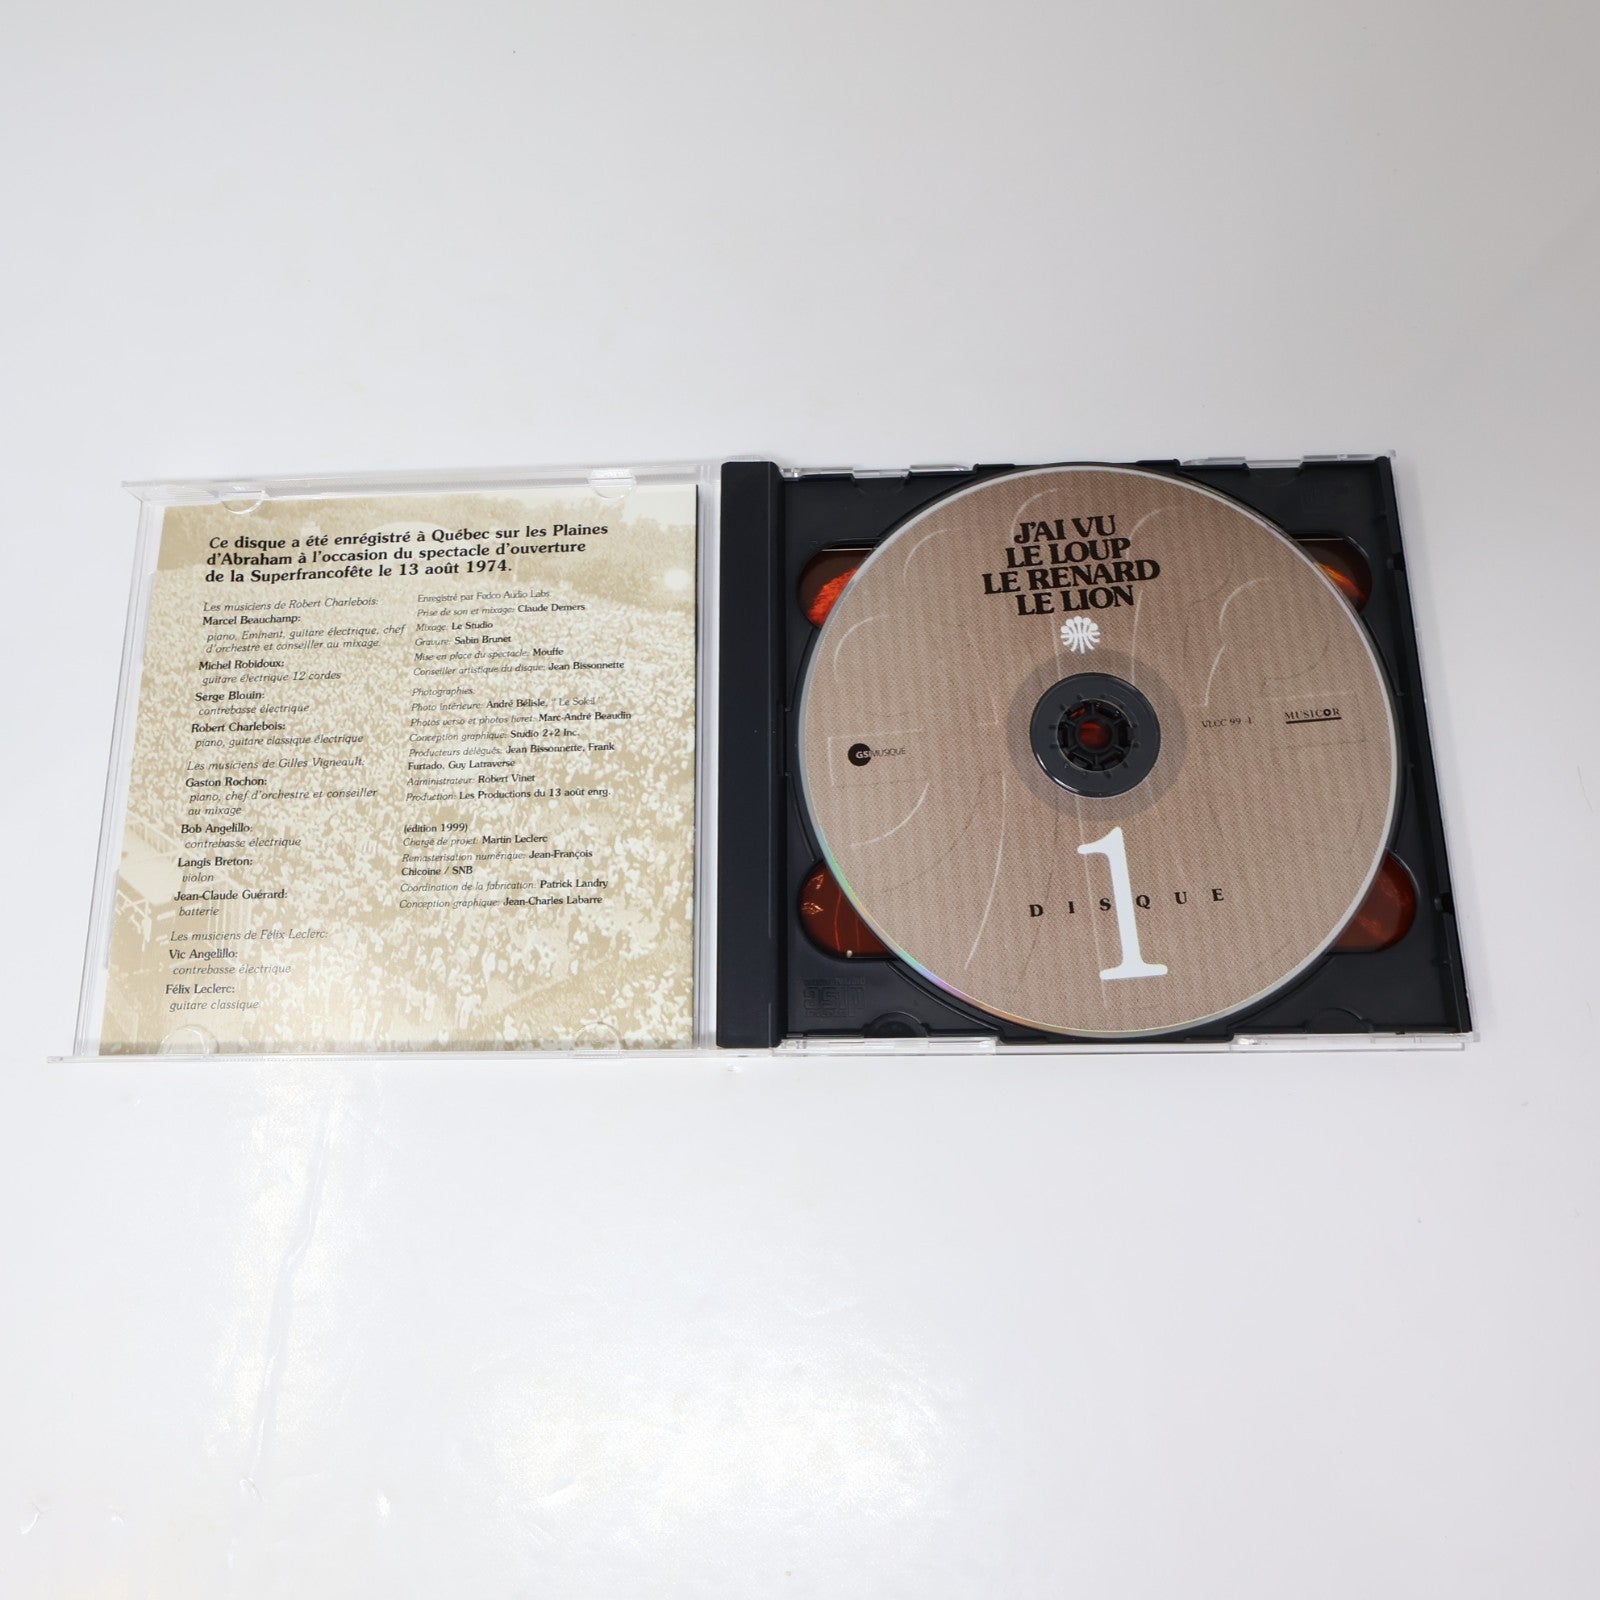 Ce disque a été enrégistré à Québec sur les Plaines
d'Abraham à l'occasion du spectacle d'ouverture
de la Superfrancofête le 13 août 1974.
Les musiciens de Robert Charlebois:
Marcel Beauchamp:
piano, Eminent, guitare électrique, chef
d'orchestre et conseiller au mixage.
Michel Robidoux:
guitare électrique 12 cordes
Serge Blouin:
contrebasse électrique
Robert Charlebois:
piano, guitare classique électrique
Les musiciens de Gilles Vigneault:
Gaston Rochon:
piano, chef d'orchestre et conseiller
au mixage
Bob Angelillo:
contrebasse électrique
Langis Breton:
violon
Jean-Claude Guérard:
batterie
Les musiciens de Félix Leclerc:
Vic Angelillo:
contrebasse électrique
Félix Leclerc:
guitare classique
Enregistré par Fedco Audio Labs
Prise de son et mixage: Claude Demers
Mixage: Le Studio
Gravure: Sabin Brunet
Mise en place du spectacle: Mouffe
Conseiller artistique du disque: Jean Bissonnette
Photographies:
Photo intérieure: André Bélisle, "Le Soleil"
Photos verso et photos livret: Marc-André Beaudin
Conception graphique: Studio 2+2 Inc.
Producteurs délégués: Jean Bissonnette, Frank
Furtado, Guy Latraverse
Administrateur: Robert Vinet
Production: Les Productions du 13 août enrg.
(édition 1999)
Chargé de projet: Martin Leclerc
Remasterisation numérique: Jean-François
Chicoine / SNB
Coordination de la fabrication: Patrick Landry
Conception graphique: Jean-Charles Labarre
J'AI VU
LE LOUP
LE RENARD
LE LION
GSI MUSIQUE
VLCC 99 -1
MUSICOR
1
DISQUE